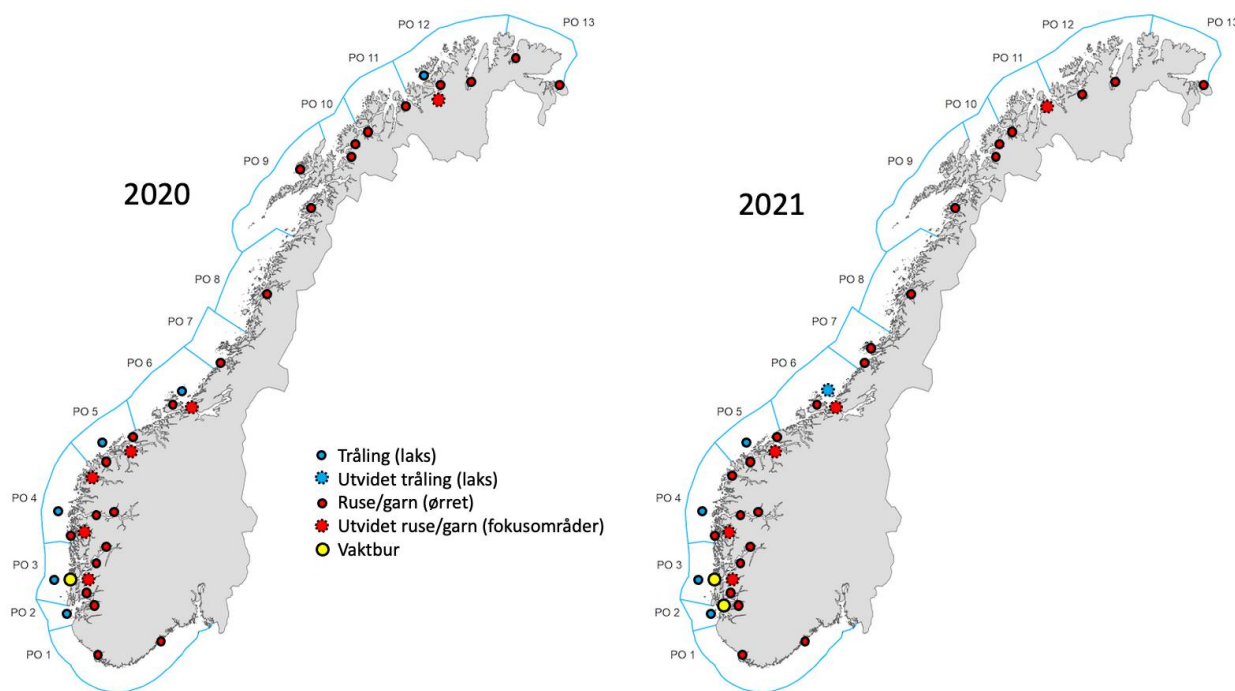 PO 12
PO 13
PO 11
PO 10
PO 9
2020
PO 8
PO 7
PO 6
PO 5
PO 4
PO 3
PO 2
PO 1
Tråling (laks)
Utvidet tråling (laks)
Ruse/garn (ørret)
Utvidet ruse/garn (fokusområder)
Vaktbur
PO 12
PO 13
PO 11
PO 10
PO 9
2021
PO 8
PO 7
PO 6
PO 5
PO 4
PO 3
PO 2
PO 1